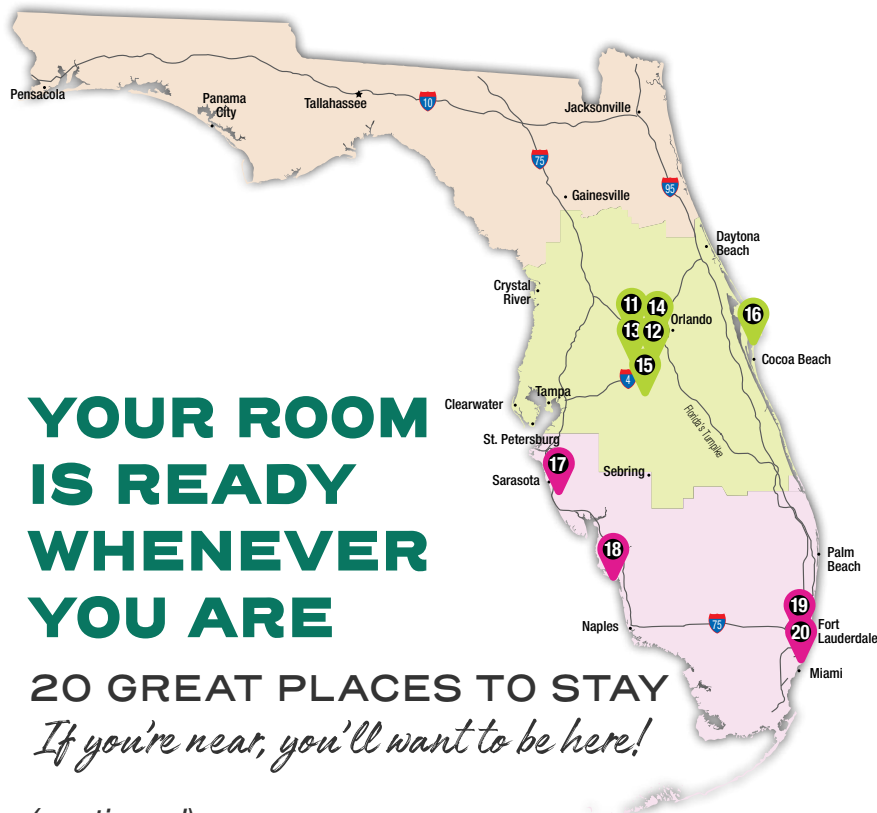 Pensacola
Panama
City
Tallahassee
10
Jacksonville
75
95
Gainesville
Daytona
Beach
Crystal
River
11
14
16
13
12
Orlando
Cocoa Beach
15
4
Tampa
Clearwater
Florida's Turnpike
St. Petersburg
17
Sebring
Sarasota
18
Palm
Beach
19
Naples
75
20
Fort
Lauderdale
Miami
YOUR ROOM
IS READY
WHENEVER
YOU ARE
20 GREAT PLACES TO STAY
If you're near, you'll want to be here!